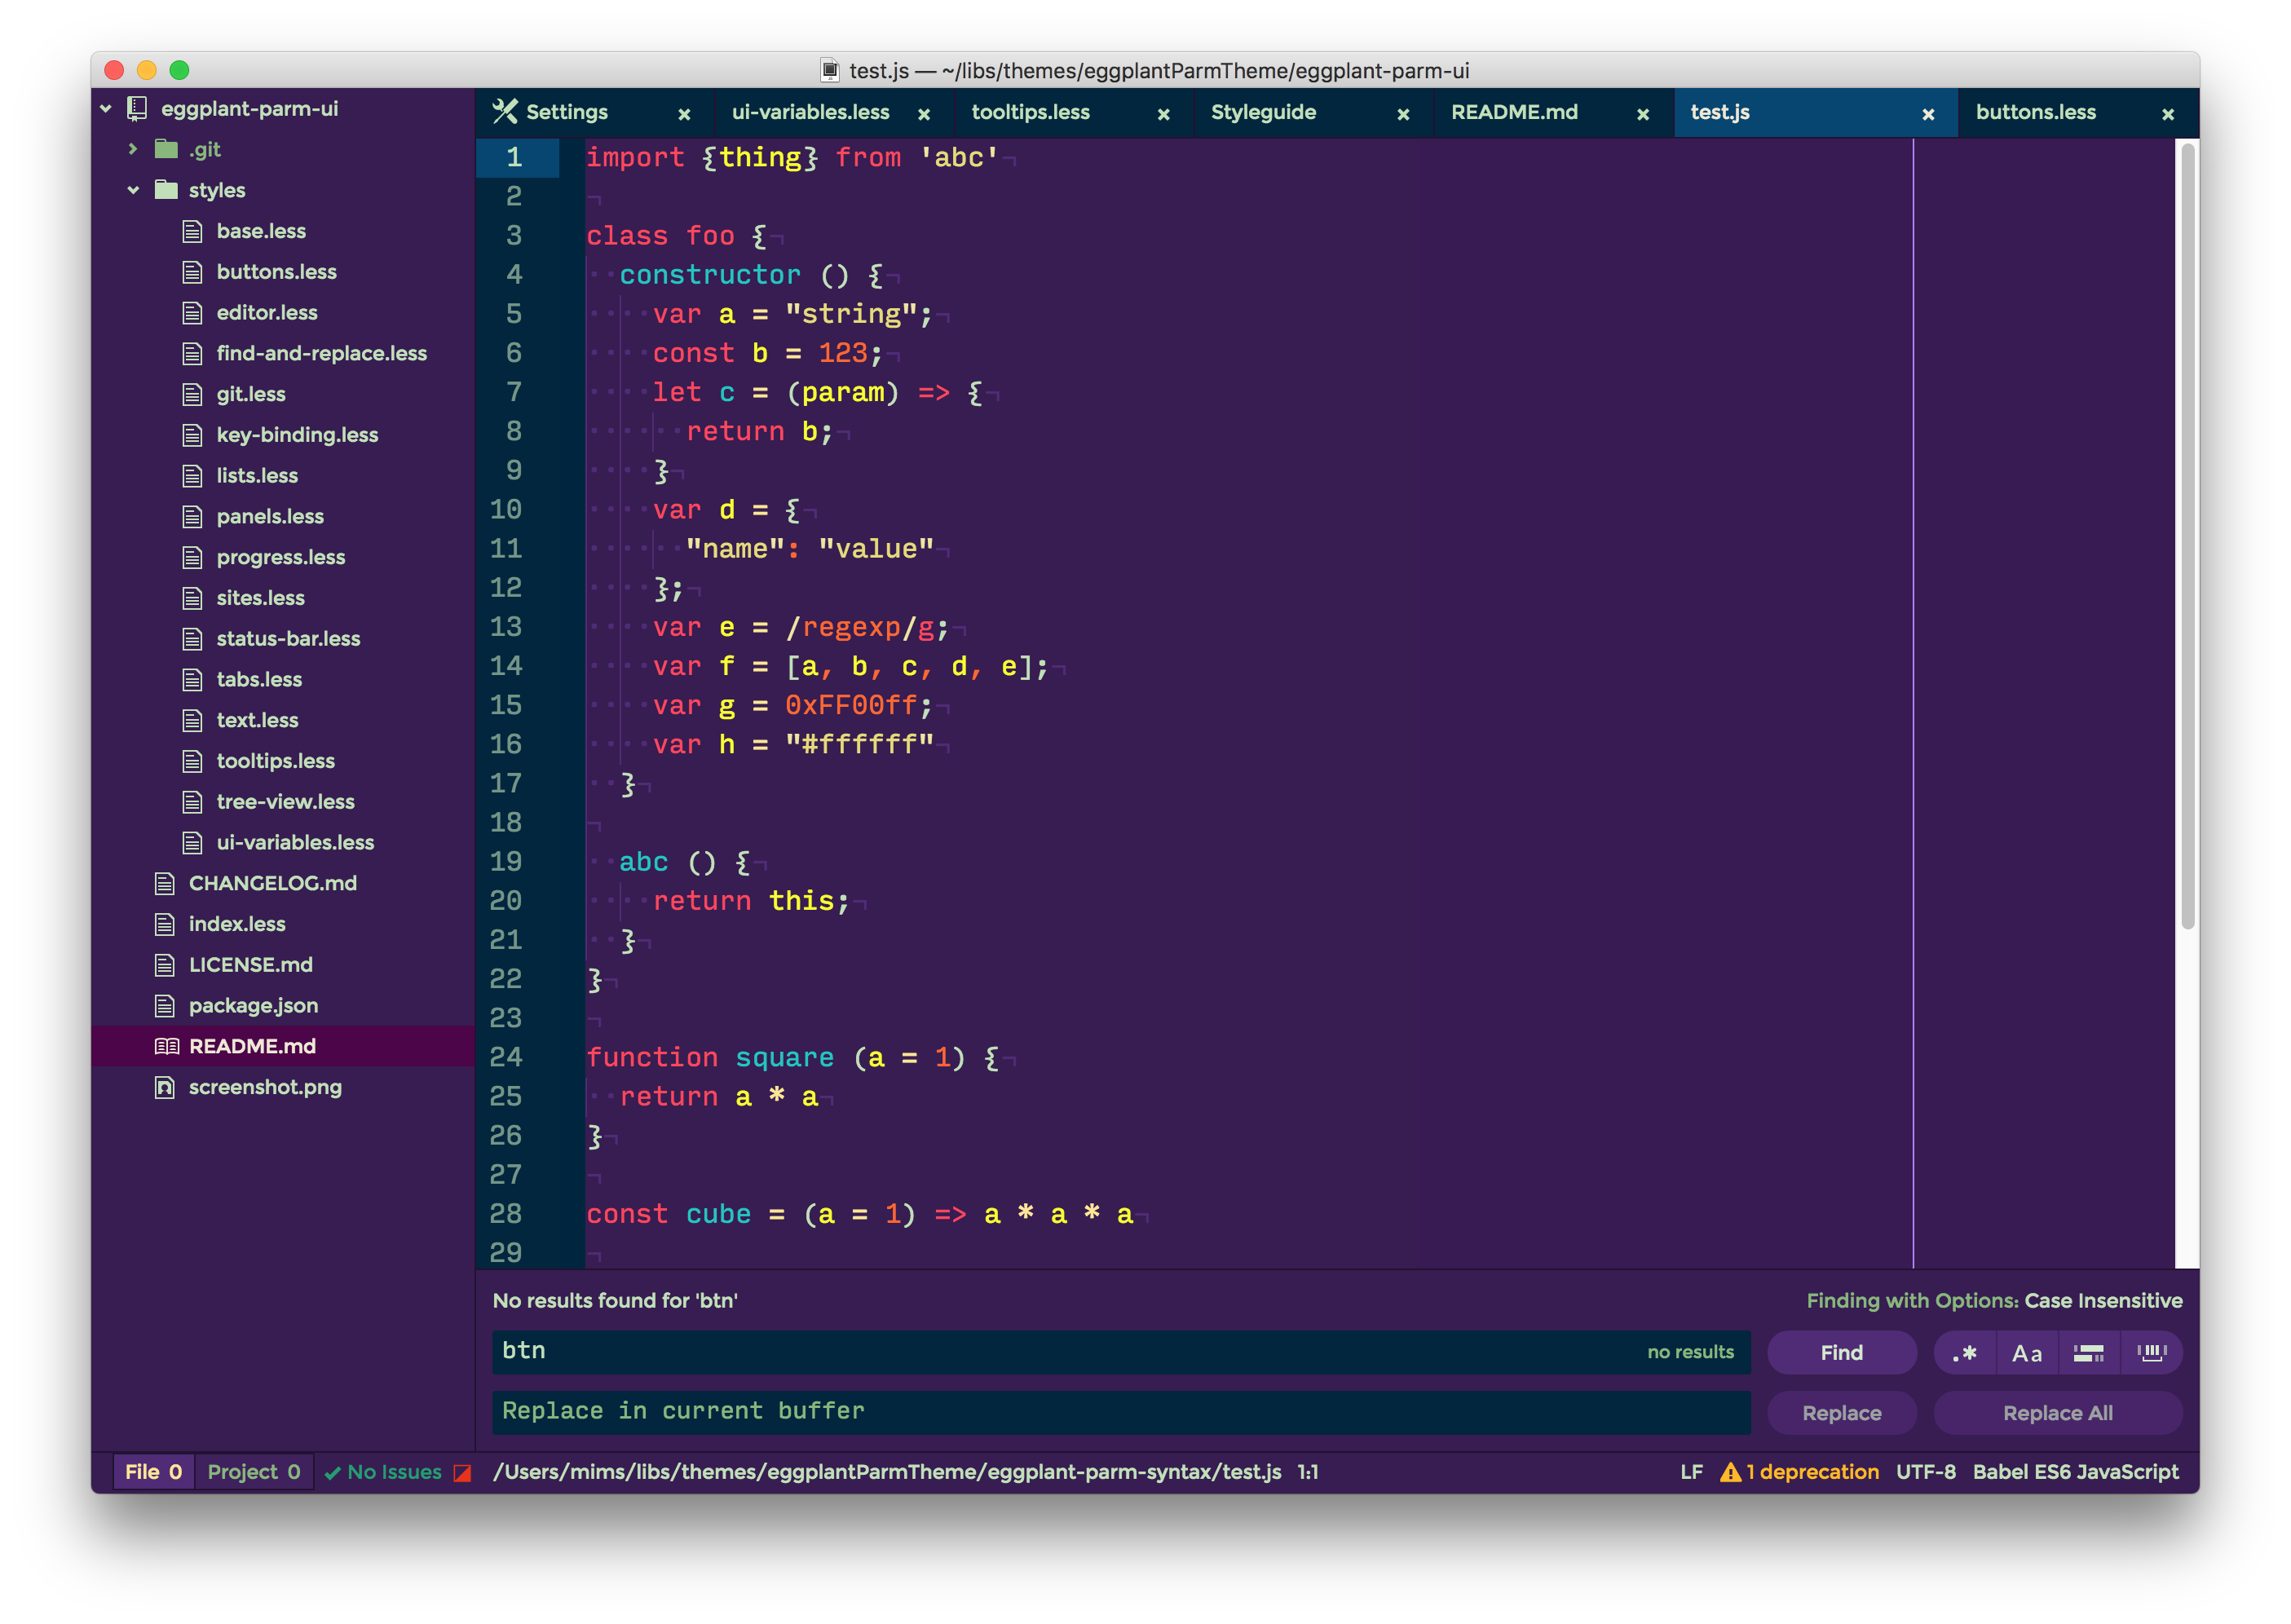 test.js — ~/libs/themes/eggplantParmTheme/eggplant-parm-ui
eggplant-parm-ui
.git
styles
base.less
buttons.less
editor.less
find-and-replace.less
git.less
key-binding.less
lists.less
panels.less
progress.less
sites.less
status-bar.less
tabs.less
text.less
tooltips.less
tree-view.less
ui-variables.less
CHANGELOG.md
index.less
LICENSE.md
package.json
README.md
screenshot.png
Settings ui-variables.less tooltips.less Styleguide README.md test.js buttons.less
1 import {thing} from 'abc'
2
3 class foo {
4   constructor () {
5     var a = "string";
6     const b = 123;
7     let c = (param) => {
8       return b;
9     }
10     var d = {
11       "name": "value"
12     };
13     var e = /regexp/g;
14     var f = [a, b, c, d, e];
15     var g = 0xFF00ff;
16     var h = "#ffffff"
17   }
18
19   abc () {
20     return this;
21   }
22 }
23
24 function square (a = 1) {
25   return a * a
26 }
27
28 const cube = (a = 1) => a * a * a
29
No results found for 'btn' Finding with Options: Case Insensitive
btn no results Find .* Aa
Replace in current buffer Replace Replace All
File 0 Project 0 No Issues /Users/mims/libs/themes/eggplantParmTheme/eggplant-parm-syntax/test.js 1:1 LF 1 deprecation UTF-8 Babel ES6 JavaScript